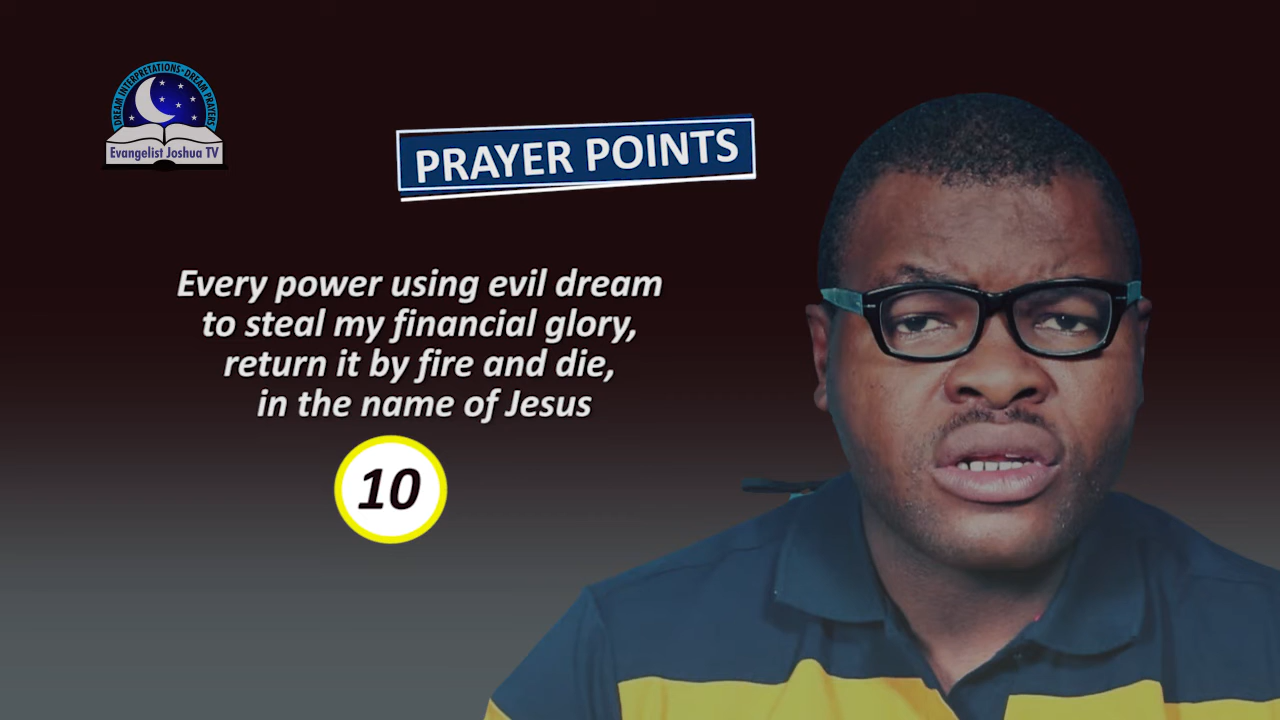 DREAM INTERPRETATIONS-DREAM PRAYERS
Evangelist Joshua TV
PRAYER POINTS
Every power using evil dream
to steal my financial glory,
return it by fire and die,
in the name of Jesus
10